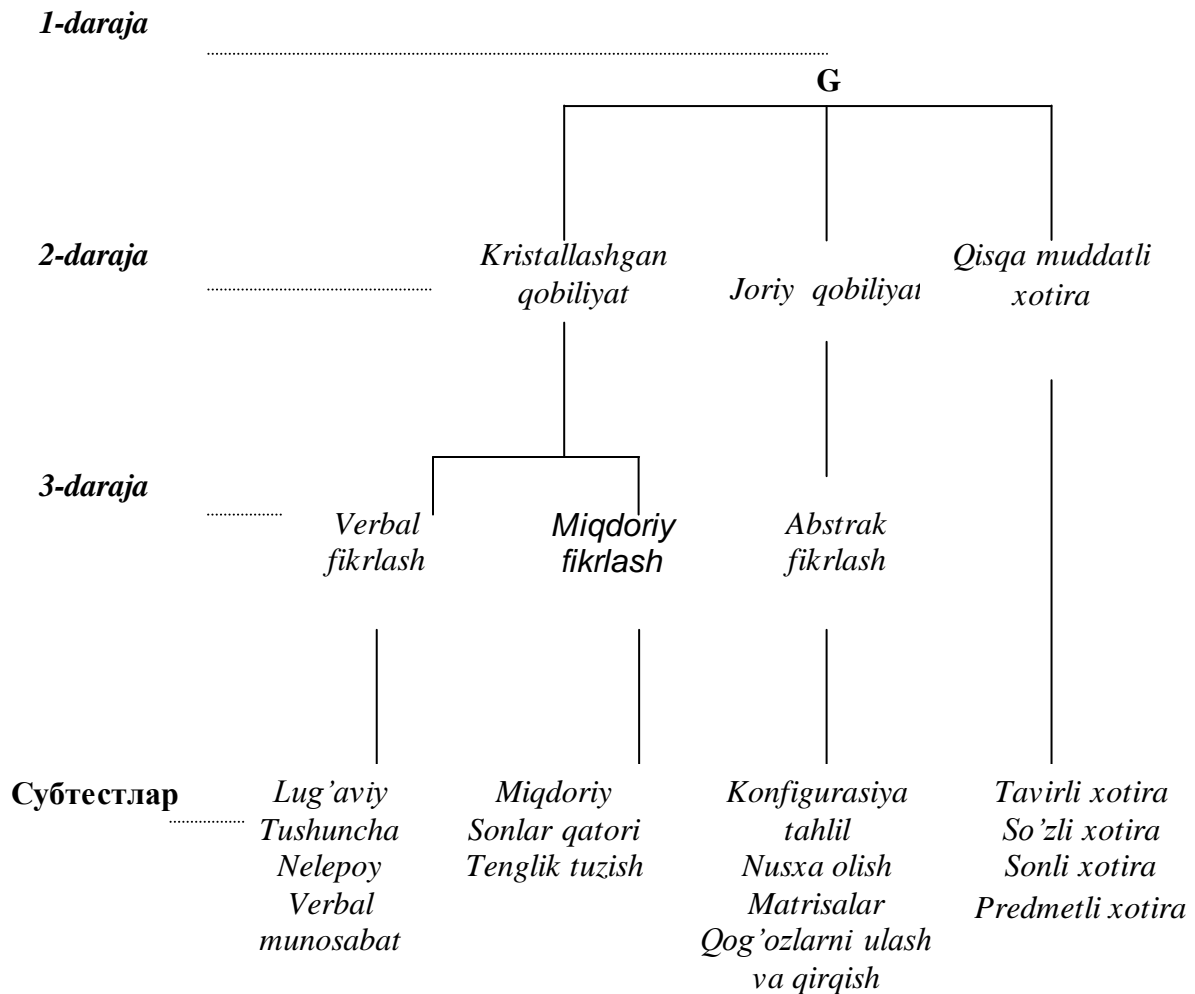 1-daraja
G
2-daraja
Kristallashgan
qobiliyat
Joriy qobiliyat
Qisqa muddatli
xotira
3-daraja
Verbal
fikrlash
Miqdoriy
fikrlash
Abstrak
fikrlash
Субтестлар
Lug’aviy
Tushuncha
Nelepoy
Verbal
munosabat
Miqdoriy
Sonlar qatori
Tenglik tuzish
Konfigurasiya
tahlil
Nusxa olish
Matrisalar
Qog’ozlarni ulash
va qirqish
Tavirli xotira
So’zli xotira
Sonli xotira
Predmetli xotira